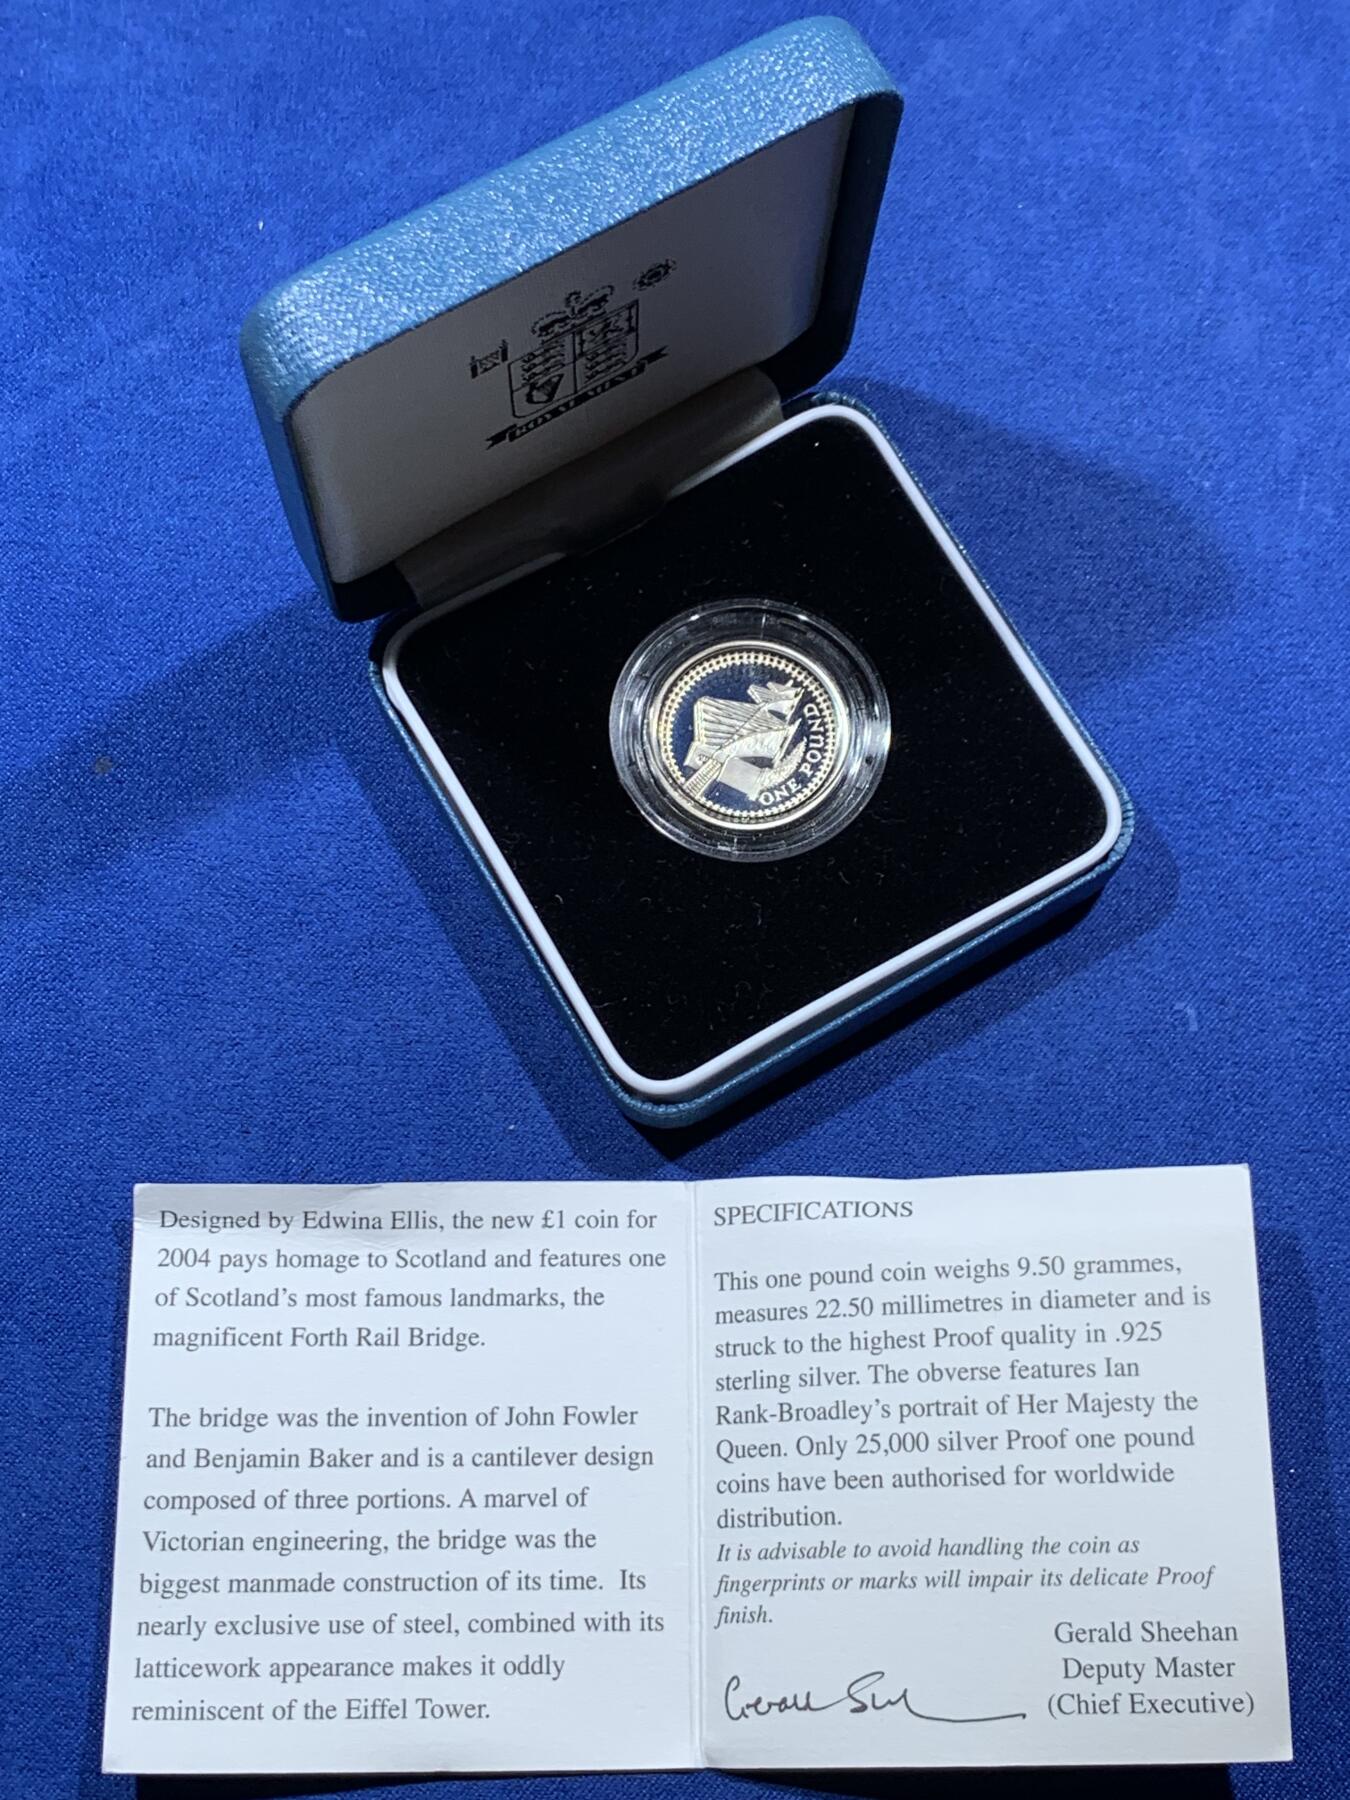 ROYAL MINT
ONE POUND
Designed by Edwina Ellis, the new £1 coin for
2004 pays homage to Scotland and features one
of Scotland's most famous landmarks, the
magnificent Forth Rail Bridge.
The bridge was the invention of John Fowler
and Benjamin Baker and is a cantilever design
composed of three portions. A marvel of
Victorian engineering, the bridge was the
biggest manmade construction of its time. Its
nearly exclusive use of steel, combined with its
latticework appearance makes it oddly
reminiscent of the Eiffel Tower.
SPECIFICATIONS
This one pound coin weighs 9.50 grammes,
measures 22.50 millimetres in diameter and is
struck to the highest Proof quality in .925
sterling silver. The obverse features Ian
Rank-Broadley's portrait of Her Majesty the
Queen. Only 25,000 silver Proof one pound
coins have been authorised for worldwide
distribution.
It is advisable to avoid handling the coin as
fingerprints or marks will impair its delicate Proof
finish.
Gerald Sheehan
Deputy Master
(Chief Executive)